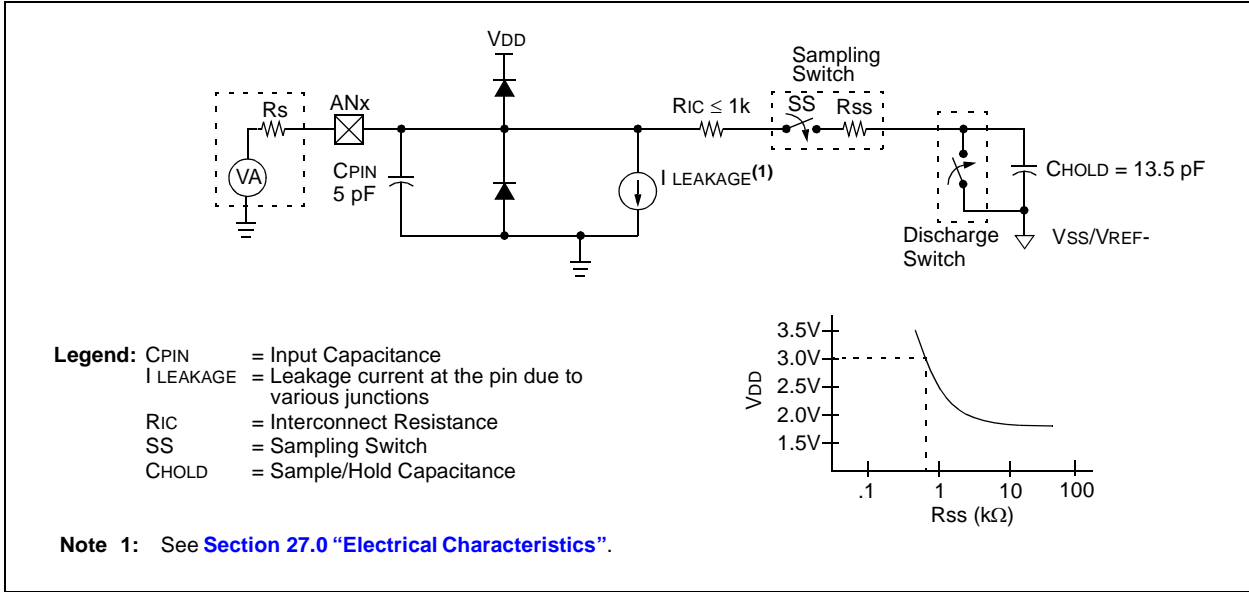 VDD
Sampling
Switch
Rs
ANx
RIC ≤ 1k
SS
Rss
VA
CPIN
5 pF
I LEAKAGE(1)
CHOLD = 13.5 pF
Discharge
Switch
VSS/VREF-
Legend: CPIN = Input Capacitance
I LEAKAGE = Leakage current at the pin due to
various junctions
RIC = Interconnect Resistance
SS = Sampling Switch
CHOLD = Sample/Hold Capacitance
VDD
3.5V
3.0V
2.5V
2.0V
1.5V
.1 1 10 100
Rss (kΩ)
Note 1: See Section 27.0 “Electrical Characteristics”.